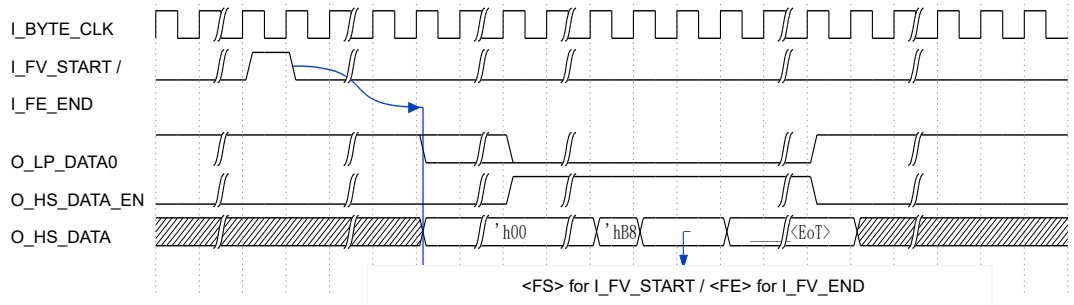 I_BYTE_CLK
I_FV_START /
I_FE_END
O_LP_DATA0
O_HS_DATA_EN
O_HS_DATA
'h00 'hB8 <EoT>
<FS> for I_FV_START / <FE> for I_FV_END